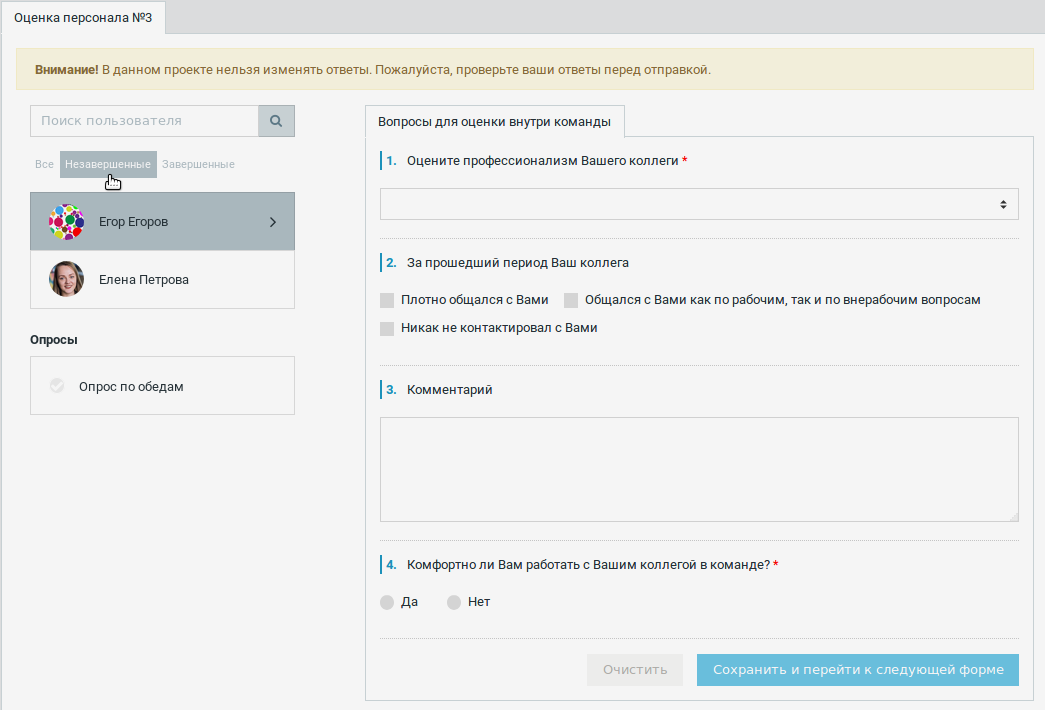 Оценка персонала №3
Внимание! В данном проекте нельзя изменять ответы. Пожалуйста, проверьте ваши ответы перед отправкой.
Поиск пользователя
Все Незавершенные Завершенные
Егор Егоров
Елена Петрова
Опросы
Опрос по обедам
Вопросы для оценки внутри команды
1. Оцените профессионализм Вашего коллеги *
2. За прошедший период Ваш коллега
Плотно общался с Вами Общался с Вами как по рабочим, так и по внерабочим вопросам
Никак не контактировал с Вами
3. Комментарий
4. Комфортно ли Вам работать с Вашим коллегой в команде? *
Да Нет
Очистить Сохранить и перейти к следующей форме